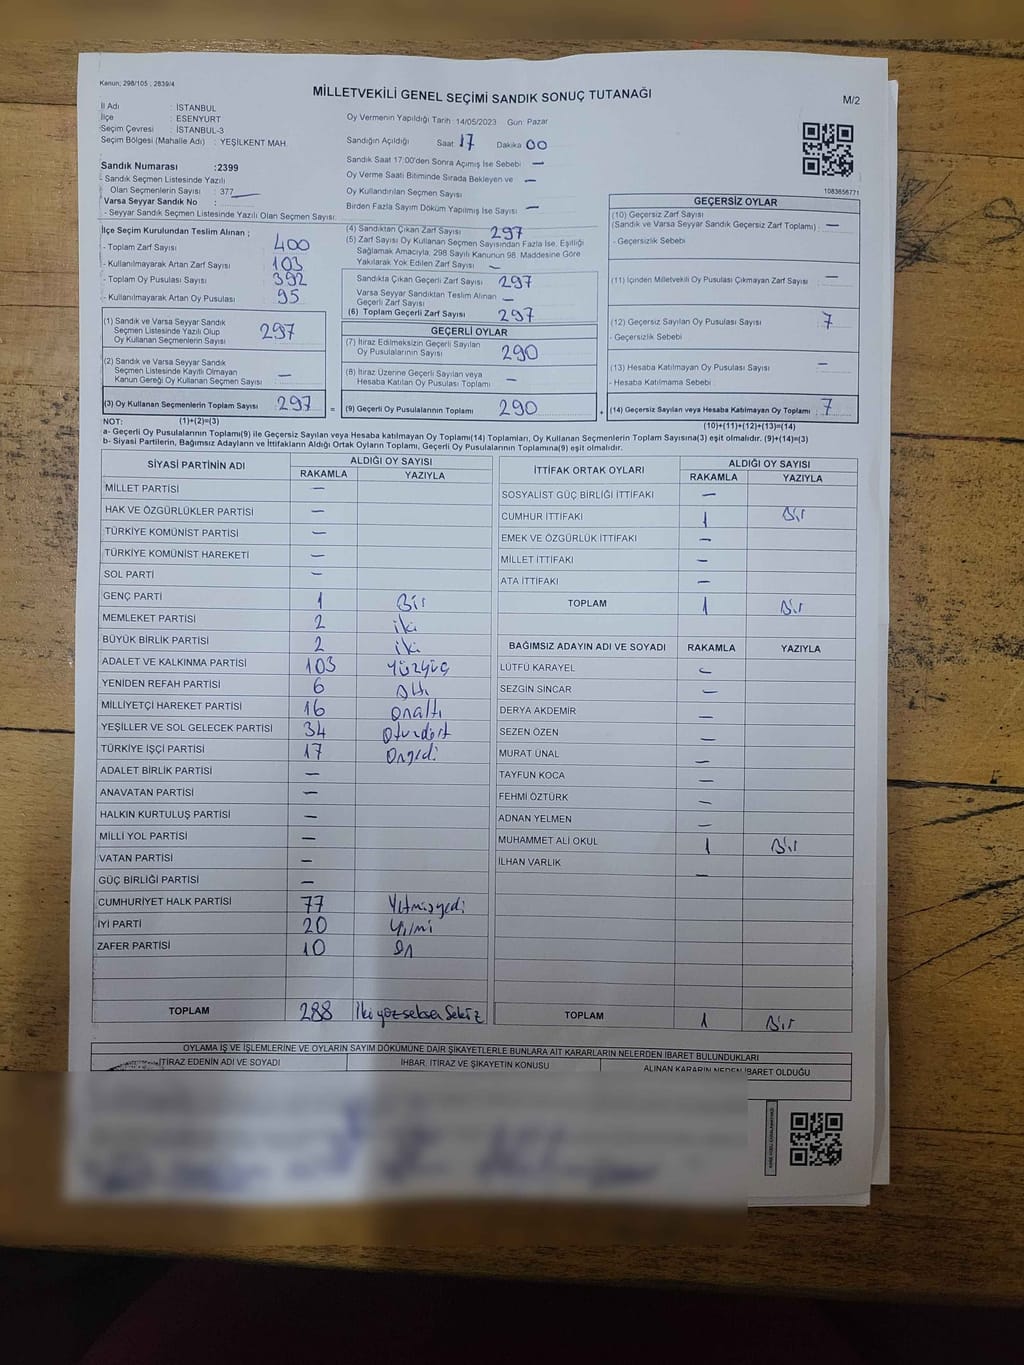 Kanun; 298/105 , 2839/4
MİLLETVEKİLİ GENEL SEÇİMİ SANDIK SONUÇ TUTANAĞI
M/2
İl Adı : İSTANBUL
İlçe : ESENYURT
Seçim Çevresi : İSTANBUL-3
Seçim Bölgesi (Mahalle Adı) : YEŞİLKENT MAH.
Sandık Numarası :2399
- Sandık Seçmen Listesinde Yazılı
Olan Seçmenlerin Sayısı : 377
Varsa Seyyar Sandık No :
- Seyyar Sandık Seçmen Listesinde Yazılı Olan Seçmen Sayısı:
Oy Vermenin Yapıldığı Tarih :14/05/2023 Gün: Pazar
Sandığın Açıldığı Saat 17 Dakika 00
Sandık Saat 17:00'den Sonra Açımış İse Sebebi —
Oy Verme Saati Bitiminde Sırada Bekleyen ve —
Oy Kullandırılan Seçmen Sayısı
Birden Fazla Sayım Döküm Yapılmış İse Sayısı —
1083656771
İlçe Seçim Kurulundan Teslim Alınan ;
- Toplam Zarf Sayısı 400
- Kullanılmayarak Artan Zarf Sayısı 103
- Toplam Oy Pusulası 392
- Kullanılmayarak Artan Oy Pusulası 95
(4) Sandıktan Çıkan Zarf Sayısı 297
(5) Zarf Sayısı Oy Kullanan Seçmen Sayısından Fazla İse, Eşitliği
Sağlamak Amacıyla, 298 Sayılı Kanunun 98. Maddesine Göre
Yakılarak Yok Edilen Zarf Sayısı —
Sandıkta Çıkan Geçerli Zarf Sayısı 297
Varsa Seyyar Sandıktan Teslim Alınan —
Geçerli Zarf Sayısı
(6) Toplam Geçerli Zarf Sayısı 297
GEÇERSİZ OYLAR
(10) Geçersiz Zarf Sayısı
(Sandık ve Varsa Seyyar Sandık Geçersiz Zarf Toplamı) —
- Geçersizlik Sebebi
(11) İçinden Milletvekili Oy Pusulası Çıkmayan Zarf Sayısı —
(12) Geçersiz Sayılan Oy Pusulası Sayısı 7
- Geçersizlik Sebebi
(13) Hesaba Katılmayan Oy Pusulası Sayısı —
- Hesaba Katılmama Sebebi
(1) Sandık ve Varsa Seyyar Sandık
Seçmen Listesinde Yazılı Olup
Oy Kullanan Seçmenlerin Sayısı 297
(2) Sandık ve Varsa Seyyar Sandık
Seçmen Listesinde Kayıtlı Olmayan
Kanun Gereği Oy Kullanan Seçmen Sayısı —
GEÇERLİ OYLAR
(7) İtiraz Edilmeksizin Geçerli Sayılan
Oy Pusulalarının Sayısı 290
(8) İtiraz Üzerine Geçerli Sayılan veya
Hesaba Katılan Oy Pusulası Toplamı —
(3) Oy Kullanan Seçmenlerin Toplam Sayısı 297 = (9) Geçerli Oy Pusulalarının Toplamı 290 + (14) Geçersiz Sayılan veya Hesaba Katılmayan Oy Toplamı 7
NOT: (1)+(2)=(3) (10)+(11)+(12)+(13)=(14)
a- Geçerli Oy Pusulalarının Toplamı(9) ile Geçersiz Sayılan veya Hesaba katılmayan Oy Toplamı(14) Toplamları, Oy Kullanan Seçmenlerin Toplam Sayısına(3) eşit olmalıdır. (9)+(14)=(3)
b- Siyasi Partilerin, Bağımsız Adayların ve İttifakların Aldığı Ortak Oyların Toplamı, Geçerli Oy Pusulalarının Toplamına(9) eşit olmalıdır.
SİYASİ PARTİNİN ADI ALDIĞI OY SAYISI
RAKAMLA YAZIYLA
MİLLET PARTİSİ —
HAK VE ÖZGÜRLÜKLER PARTİSİ —
TÜRKİYE KOMÜNİST PARTİSİ —
TÜRKİYE KOMÜNİST HAREKETİ —
SOL PARTİ —
GENÇ PARTİ 1 Bir
MEMLEKET PARTİSİ 2 iki
BÜYÜK BİRLİK PARTİSİ 2 iki
ADALET VE KALKINMA PARTİSİ 103 Yüzyüç
YENİDEN REFAH PARTİSİ 6 Altı
MİLLİYETÇİ HAREKET PARTİSİ 16 onaltı
YEŞİLLER VE SOL GELECEK PARTİSİ 34 Otuzdört
TÜRKİYE İŞÇİ PARTİSİ 17 Onyedi
ADALET BİRLİK PARTİSİ —
ANAVATAN PARTİSİ —
HALKIN KURTULUŞ PARTİSİ —
MİLLİ YOL PARTİSİ —
VATAN PARTİSİ —
GÜÇ BİRLİĞİ PARTİSİ —
CUMHURİYET HALK PARTİSİ 77 Yetmişyedi
İYİ PARTİ 20 Yirmi
ZAFER PARTİSİ 10 On
TOPLAM 288 İkiyüzseksen Sekiz
İTTİFAK ORTAK OYLARI ALDIĞI OY SAYISI
RAKAMLA YAZIYLA
SOSYALİST GÜÇ BİRLİĞİ İTTİFAKI —
CUMHUR İTTİFAKI 1 Bir
EMEK VE ÖZGÜRLÜK İTTİFAKI —
MİLLET İTTİFAKI —
ATA İTTİFAKI —
TOPLAM 1 Bir
BAĞIMSIZ ADAYIN ADI VE SOYADI RAKAMLA YAZIYLA
LÜTFÜ KARAYEL —
SEZGİN SİNCAR —
DERYA AKDEMİR —
SEZEN ÖZEN —
MURAT ÜNAL —
TAYFUN KOCA —
FEHMİ ÖZTÜRK —
ADNAN YELMEN —
MUHAMMET ALİ OKUL 1 Bir
İLHAN VARLIK —
TOPLAM 1 Bir
OYLAMA İŞ VE İŞLEMLERİNE VE OYLARIN SAYIM DÖKÜMÜNE DAİR ŞİKAYETLERLE BUNLARA AİT KARARLARIN NELERDEN İBARET BULUNDUKLARI
İTİRAZ EDENİN ADI VE SOYADI İHBAR, İTİRAZ VE ŞİKAYETİN KONUSU ALINAN KARARIN NEDEN İBARET OLDUĞU